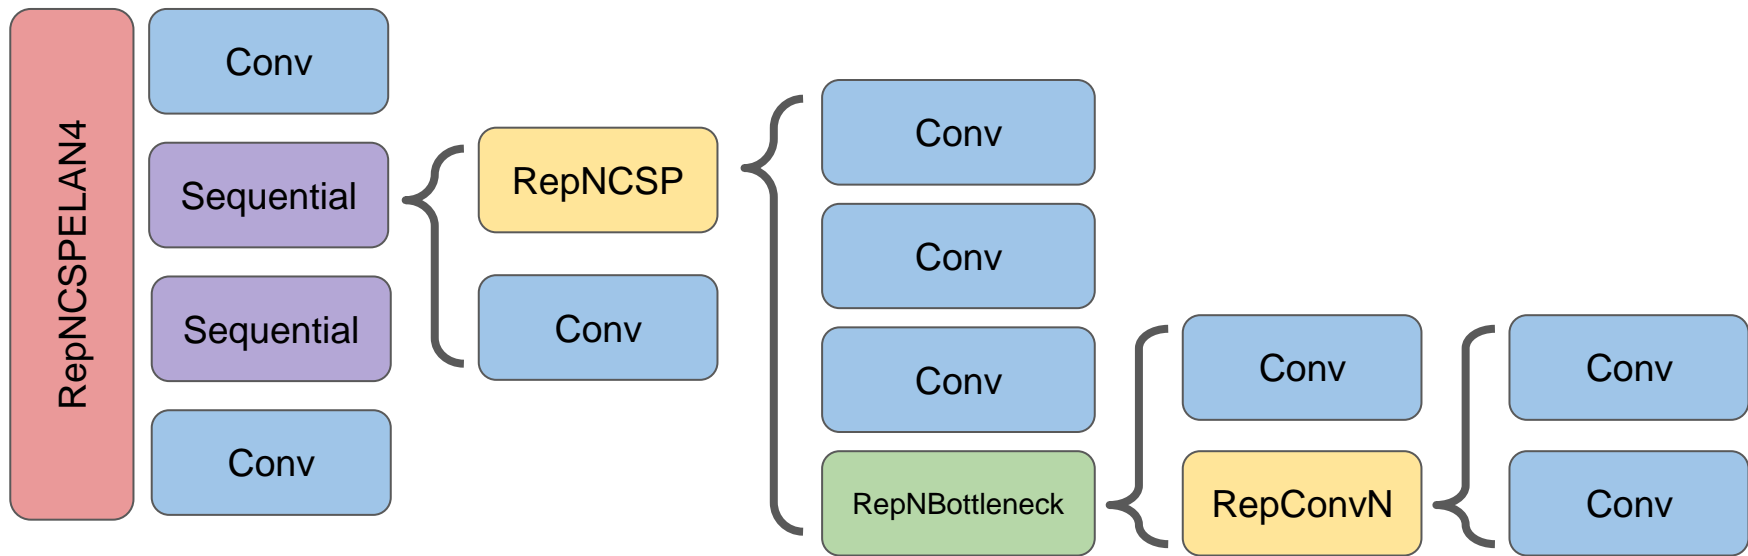 RepNCSPELAN4
Conv
Sequential
Sequential
Conv
RepNCSP
Conv
Conv
Conv
Conv
RepNBottleneck
Conv
RepConvN
Conv
Conv